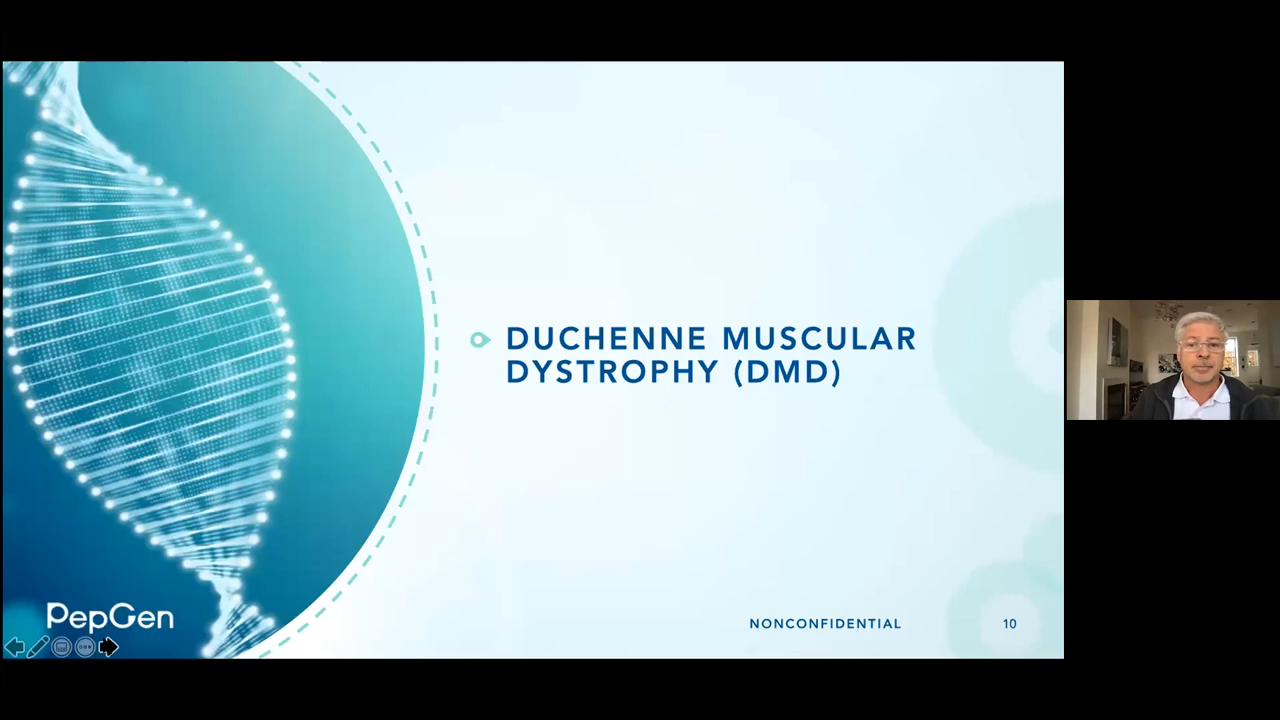 DUCHENNE MUSCULAR
DYSTROPHY (DMD)
PepGen
NONCONFIDENTIAL
10